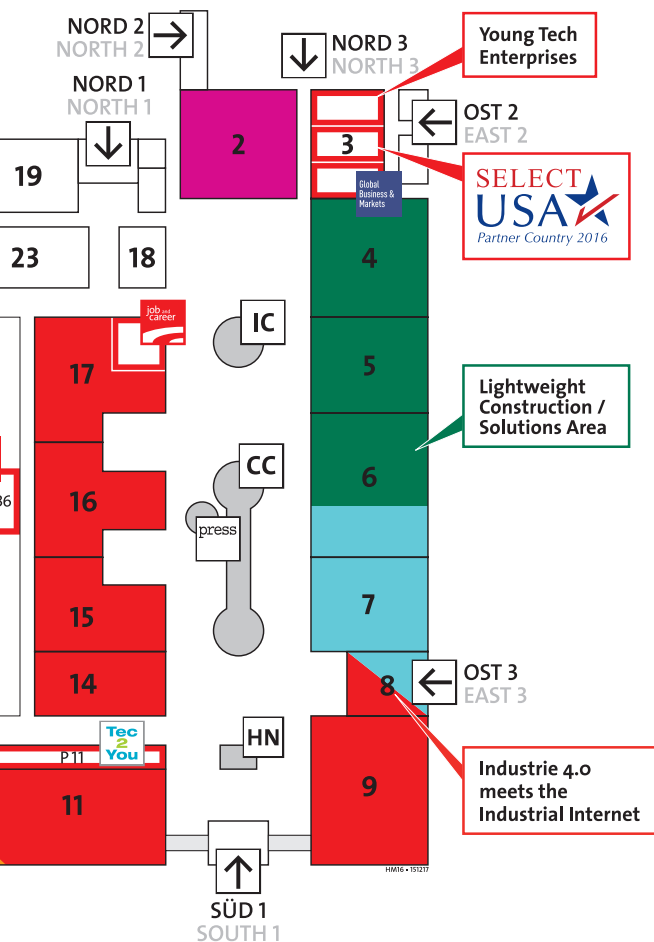 NORD 2
NORTH 2
NORD 3
NORTH 3
Young Tech
Enterprises
NORD 1
NORTH 1
OST 2
EAST 2
2
3
19
SELECT
USA
Partner Country 2016
Global
Business &
Markets
23
18
4
job and
career
IC
17
5
Lightweight
Construction /
Solutions Area
CC
6
16
36
press
7
15
14
8
OST 3
EAST 3
Tec
2
You
P 11
HN
Industrie 4.0
meets the
Industrial Internet
11
9
HM16 • 151217
SÜD 1
SOUTH 1